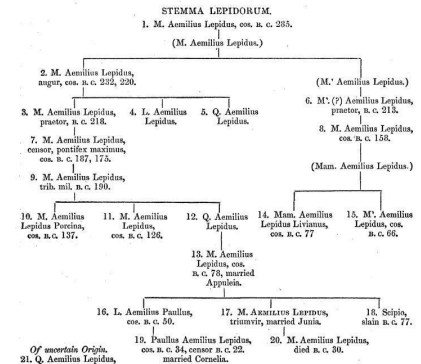 STEMMA LEPIDORUM.
1. M. Aemilius Lepidus, cos. B. C. 285.
(M. Aemilius Lepidus.)
2. M. Aemilius Lepidus,
augur, cos. B. C. 232, 220.
(M.' Aemilius Lepidus.)
3. M. Aemilius Lepidus,
praetor, B. C. 218.
4. L. Aemilius
Lepidus.
5. Q. Aemilius
Lepidus.
6. M'. (?) Aemilius Lepidus,
praetor, B. C. 213.
7. M. Aemilius Lepidus,
censor, pontifex maximus,
cos. B. C. 187, 175.
8. M. Aemilius Lepidus,
cos. B. C. 158.
9. M. Aemilius Lepidus,
trib. mil. B. C. 190.
(Mam. Aemilius Lepidus.)
10. M. Aemilius
Lepidus Porcina,
cos. B. C. 137.
11. M. Aemilius
Lepidus,
cos. B. C. 126.
12. Q. Aemilius
Lepidus.
14. Mam. Aemilius
Lepidus Livianus,
cos. B. C. 77
15. M'. Aemilius
Lepidus, cos.
B. C. 66.
13. M. Aemilius
Lepidus, cos.
B. C. 78, married
Appuleia.
16. L. Aemilius Paullus,
cos. B. C. 50.
17. M. AEMILIUS LEPIDUS,
triumvir, married Junia.
18. Scipio,
slain B. C. 77.
19. Paullus Aemilius Lepidus,
cos. B. C. 34, censor B. C. 22.
married Cornelia.
20. M. Aemilius Lepidus,
died B. C. 30.
Of uncertain Origin.
21. Q. Aemilius Lepidus,